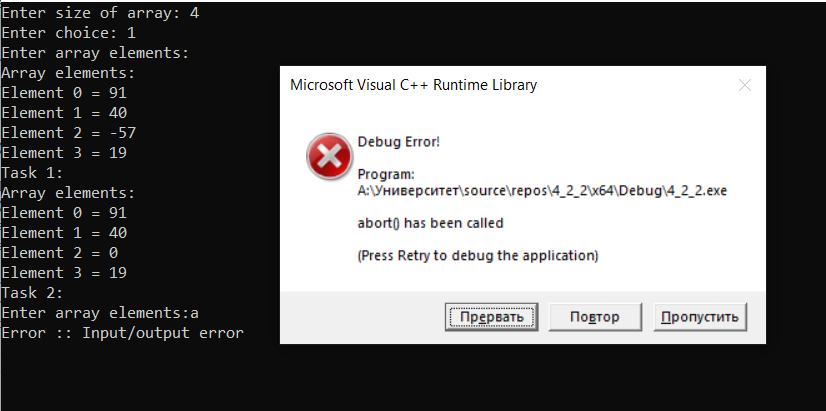 Enter size of array: 4
Enter choice: 1
Enter array elements:
Array elements:
Element 0 = 91
Element 1 = 40
Element 2 = -57
Element 3 = 19
Task 1:
Array elements:
Element 0 = 91
Element 1 = 40
Element 2 = 0
Element 3 = 19
Task 2:
Enter array elements:a
Error :: Input/output error
Microsoft Visual C++ Runtime Library
Debug Error!
Program:
A:\Университет\source\repos\4_2_2\x64\Debug\4_2_2.exe
abort() has been called
(Press Retry to debug the application)
Прервать
Повтор
Пропустить